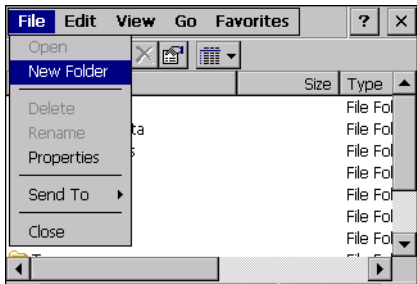 File Edit View Go Favorites ? ×
Open
New Folder
Size Type
File Fol
Delete
ta File Fol
Rename
s File Fol
Properties
File Fol
Send To
File Fol
File Fol
Close
File Fol